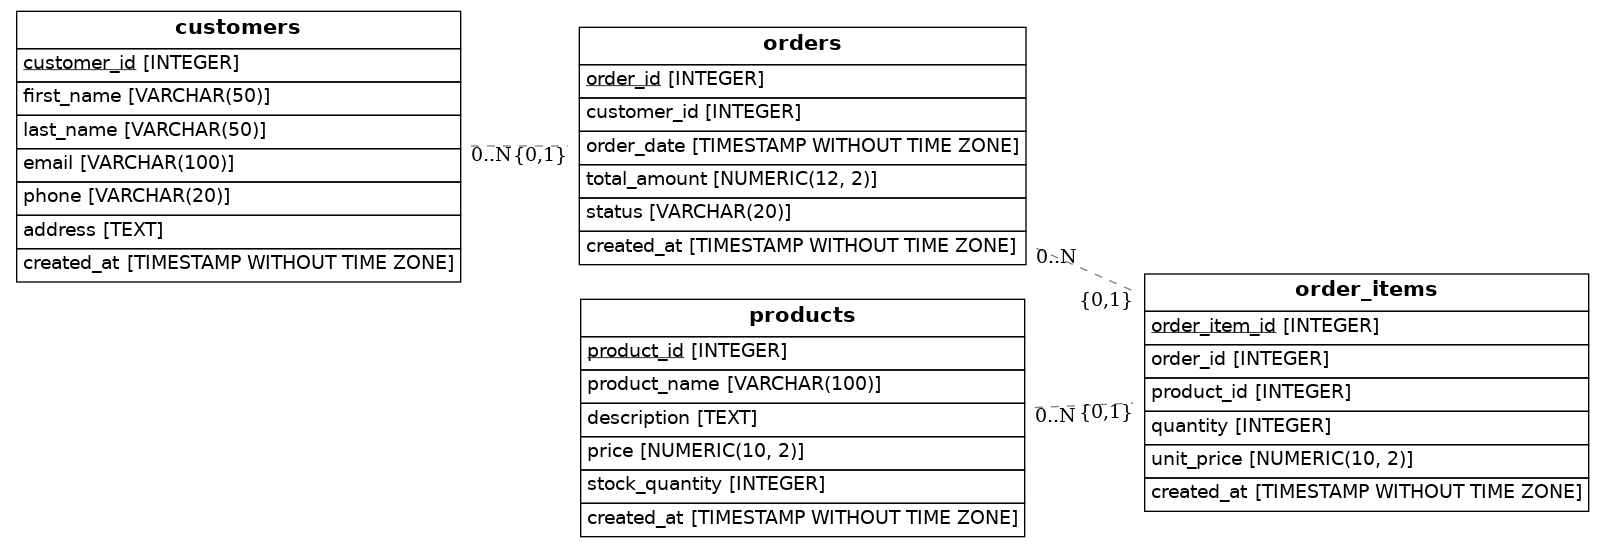 customers
customer_id [INTEGER]
first_name [VARCHAR(50)]
last_name [VARCHAR(50)]
email [VARCHAR(100)]
phone [VARCHAR(20)]
address [TEXT]
created_at [TIMESTAMP WITHOUT TIME ZONE]
0..N {0,1}
orders
order_id [INTEGER]
customer_id [INTEGER]
order_date [TIMESTAMP WITHOUT TIME ZONE]
total_amount [NUMERIC(12, 2)]
status [VARCHAR(20)]
created_at [TIMESTAMP WITHOUT TIME ZONE]
0..N
{0,1}
products
product_id [INTEGER]
product_name [VARCHAR(100)]
description [TEXT]
price [NUMERIC(10, 2)]
stock_quantity [INTEGER]
created_at [TIMESTAMP WITHOUT TIME ZONE]
0..N {0,1}
order_items
order_item_id [INTEGER]
order_id [INTEGER]
product_id [INTEGER]
quantity [INTEGER]
unit_price [NUMERIC(10, 2)]
created_at [TIMESTAMP WITHOUT TIME ZONE]